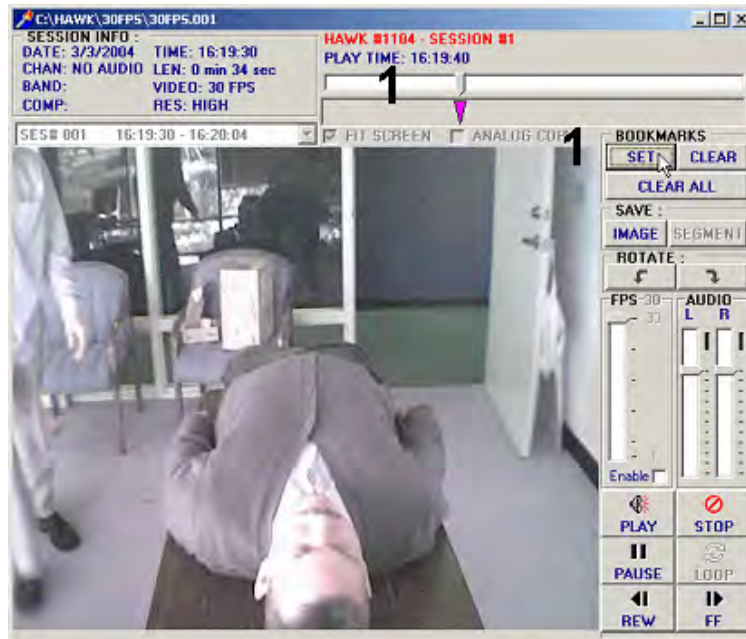 C:\HAWK\30FPS\30FPS.001
SESSION INFO :
DATE: 3/3/2004 TIME: 16:19:30
CHAN: NO AUDIO LEN: 0 min 34 sec
BAND: VIDEO: 30 FPS
COMP: RES: HIGH
HAWK #1104 - SESSION #1
PLAY TIME: 16:19:40
1
SES# 001 16:19:30 - 16:20:04
FIT SCREEN ANALOG
1
BOOKMARKS
SET CLEAR
CLEAR ALL
SAVE :
IMAGE SEGMENT
ROTATE :
FPS 30 AUDIO
30 L R
1
Enable
PLAY STOP
PAUSE LOOP
REW FF